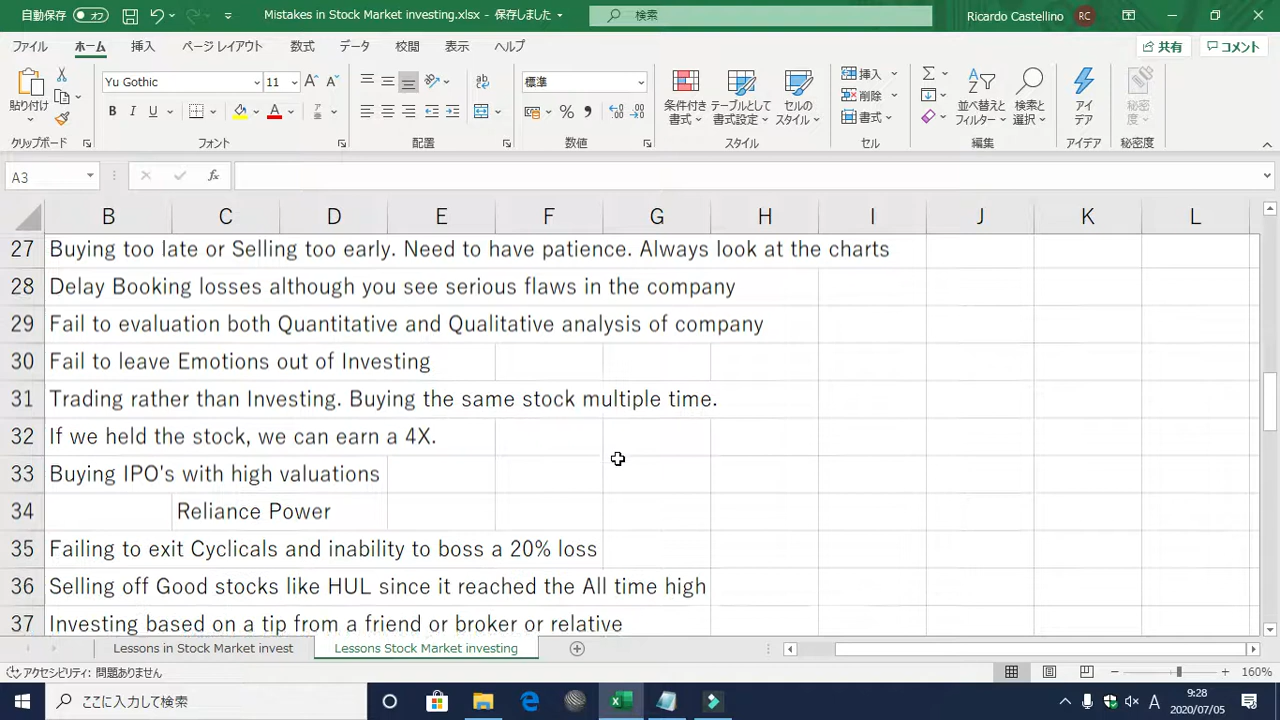 自動保存 オフ Mistakes in Stock Market investing.xlsx - 保存しました 検索 Ricardo Castellino RC
ファイル ホーム 挿入 ページ レイアウト 数式 データ 校閲 表示 ヘルプ 共有 コメント
貼り付け Yu Gothic 11 A A 標準 条件付き書式 テーブルとして書式設定 セルのスタイル 挿入 削除 書式 並べ替えとフィルター 検索と選択 アイデア 秘密度
B I U A %
クリップボード フォント 配置 数値 スタイル セル 編集 アイデア 秘密度
A3 fx
B C D E F G H I J K L
27 Buying too late or Selling too early. Need to have patience. Always look at the charts
28 Delay Booking losses although you see serious flaws in the company
29 Fail to evaluation both Quantitative and Qualitative analysis of company
30 Fail to leave Emotions out of Investing
31 Trading rather than Investing. Buying the same stock multiple time.
32 If we held the stock, we can earn a 4X.
33 Buying IPO's with high valuations
34 Reliance Power
35 Failing to exit Cyclicals and inability to boss a 20% loss
36 Selling off Good stocks like HUL since it reached the All time high
37 Investing based on a tip from a friend or broker or relative
Lessons in Stock Market invest Lessons Stock Market investing
アクセシビリティ: 問題ありません 160%
ここに入力して検索 A 9:28
2020/07/05